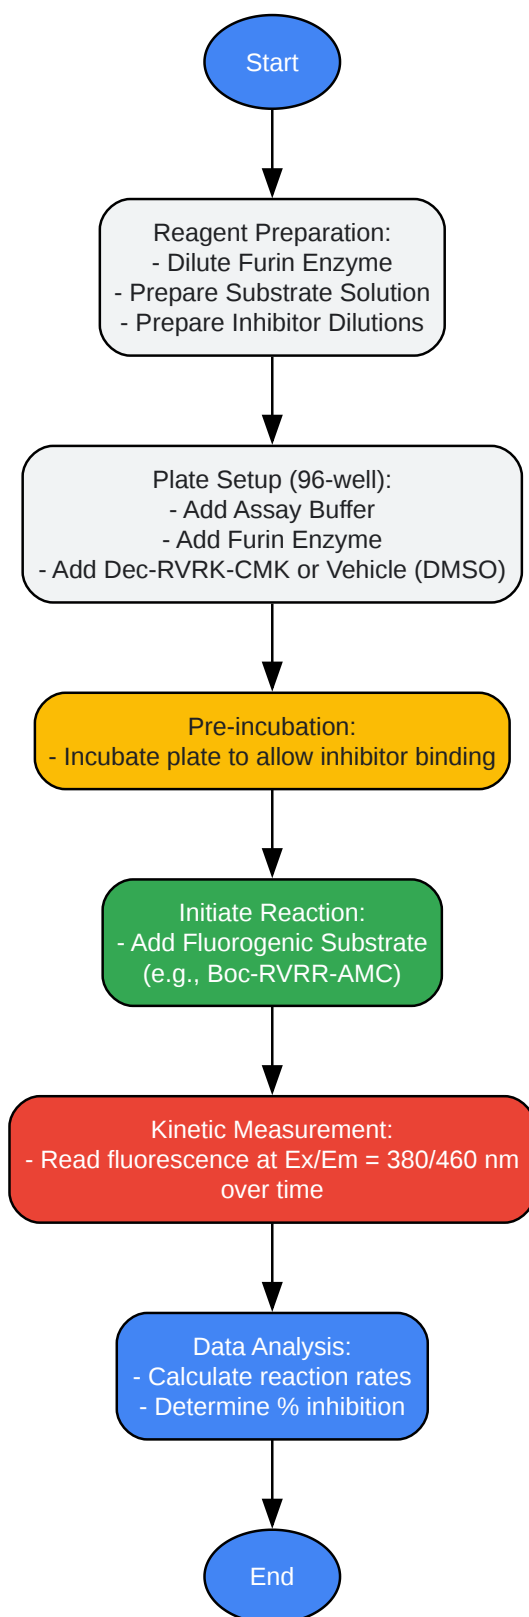 Start
Reagent Preparation:
- Dilute Furin Enzyme
- Prepare Substrate Solution
- Prepare Inhibitor Dilutions
Plate Setup (96-well):
- Add Assay Buffer
- Add Furin Enzyme
- Add Dec-RVRK-CMK or Vehicle (DMSO)
Pre-incubation:
- Incubate plate to allow inhibitor binding
Initiate Reaction:
- Add Fluorogenic Substrate
(e.g., Boc-RVRR-AMC)
Kinetic Measurement:
- Read fluorescence at Ex/Em = 380/460 nm
over time
Data Analysis:
- Calculate reaction rates
- Determine % inhibition
End